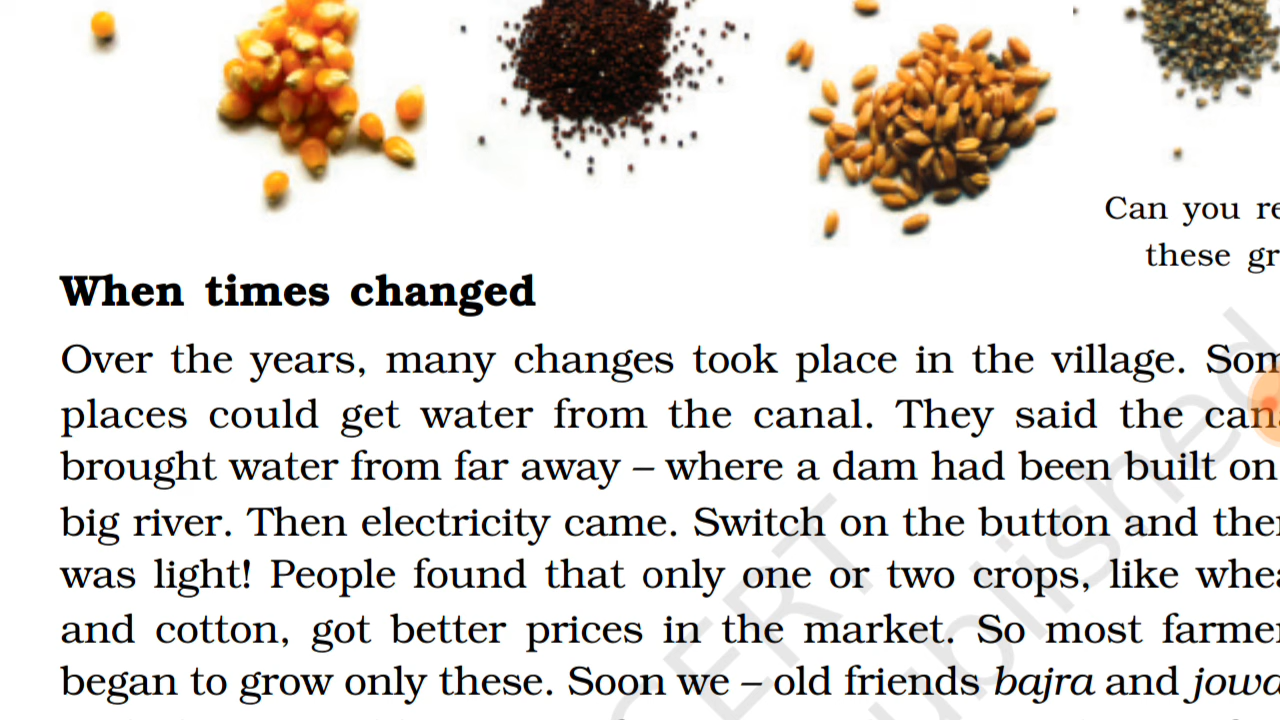 Can you
these
When times changed
Over the years, many changes took place in the village.
places could get water from the canal. They said the
brought water from far away – where a dam had been built on
big river. Then electricity came. Switch on the button and
was light! People found that only one or two crops, like
and cotton, got better prices in the market. So most
began to grow only these. Soon we – old friends bajra and